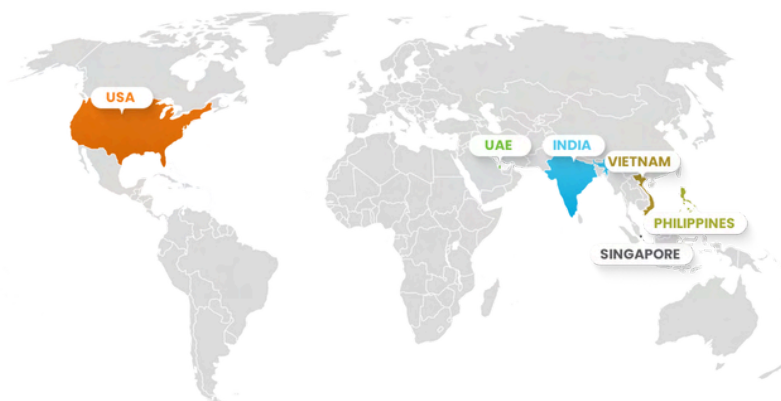 USA
UAE
INDIA
VIETNAM
PHILIPPINES
SINGAPORE